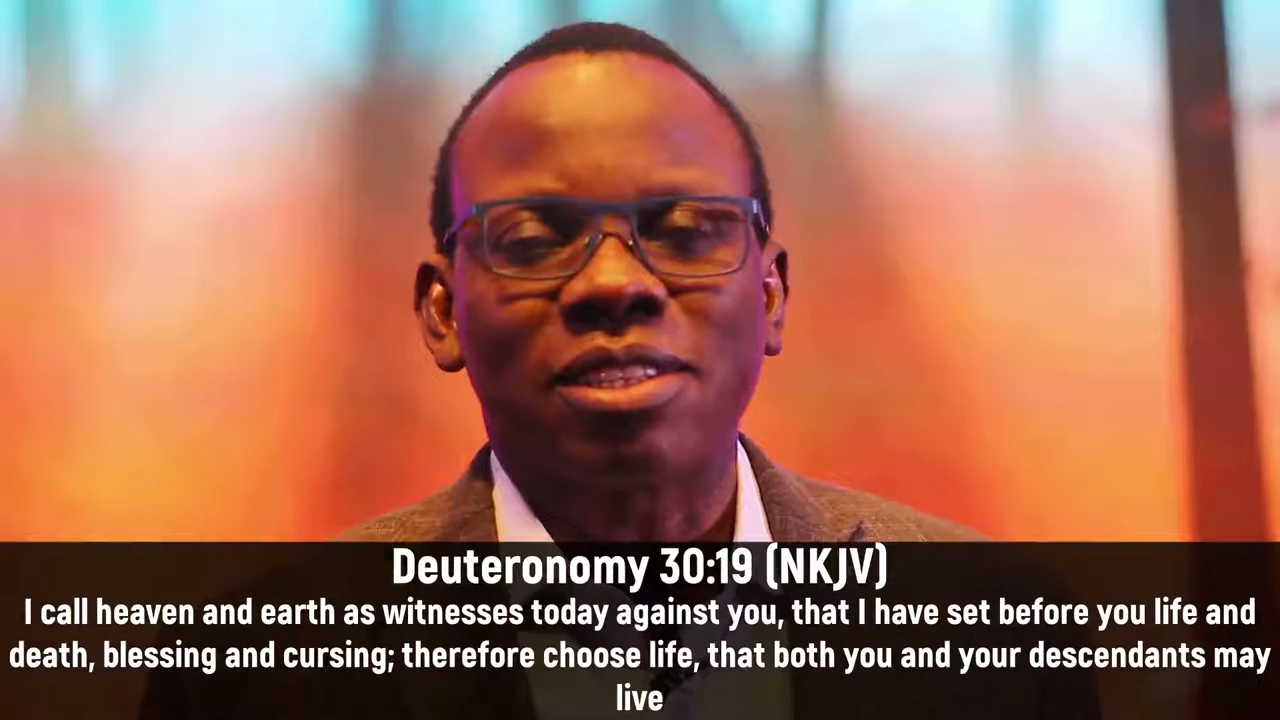 Deuteronomy 30:19 (NKJV)
I call heaven and earth as witnesses today against you, that I have set before you life and
death, blessing and cursing; therefore choose life, that both you and your descendants may
live